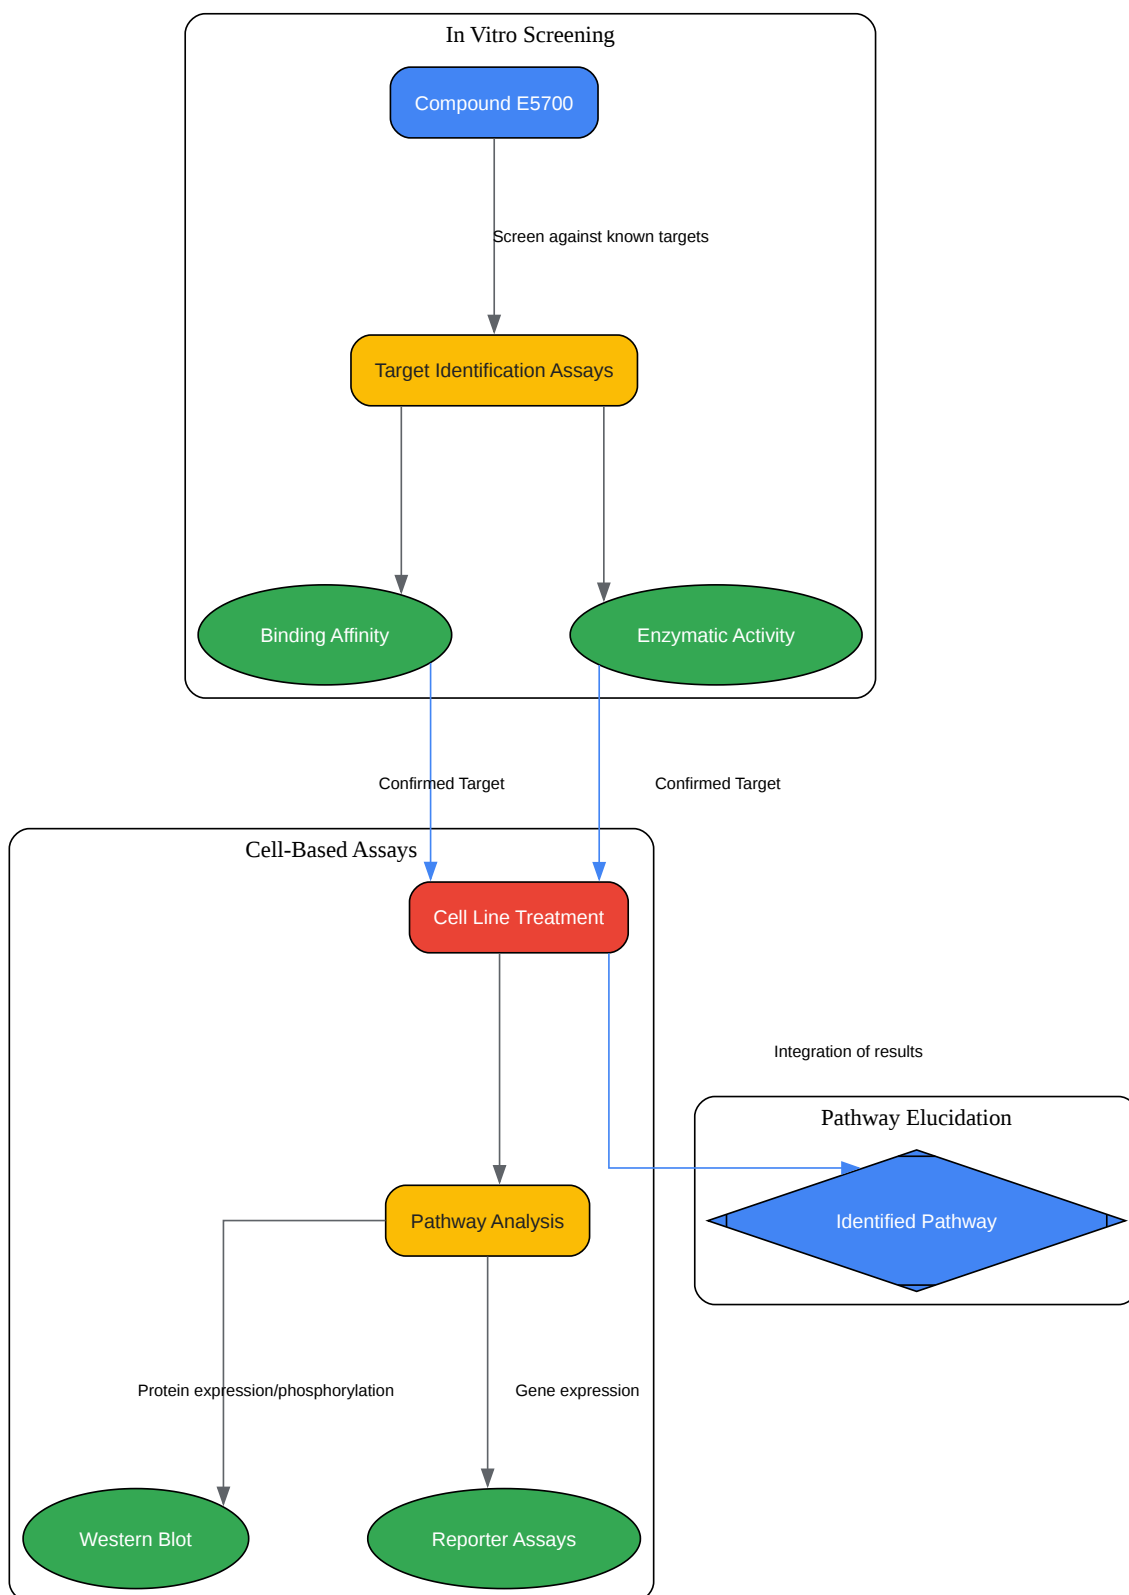 In Vitro Screening
Compound E5700
Screen against known targets
Target Identification Assays
Binding Affinity
Enzymatic Activity
Confirmed Target
Confirmed Target
Cell-Based Assays
Cell Line Treatment
Integration of results
Pathway Elucidation
Pathway Analysis
Identified Pathway
Protein expression/phosphorylation
Gene expression
Western Blot
Reporter Assays